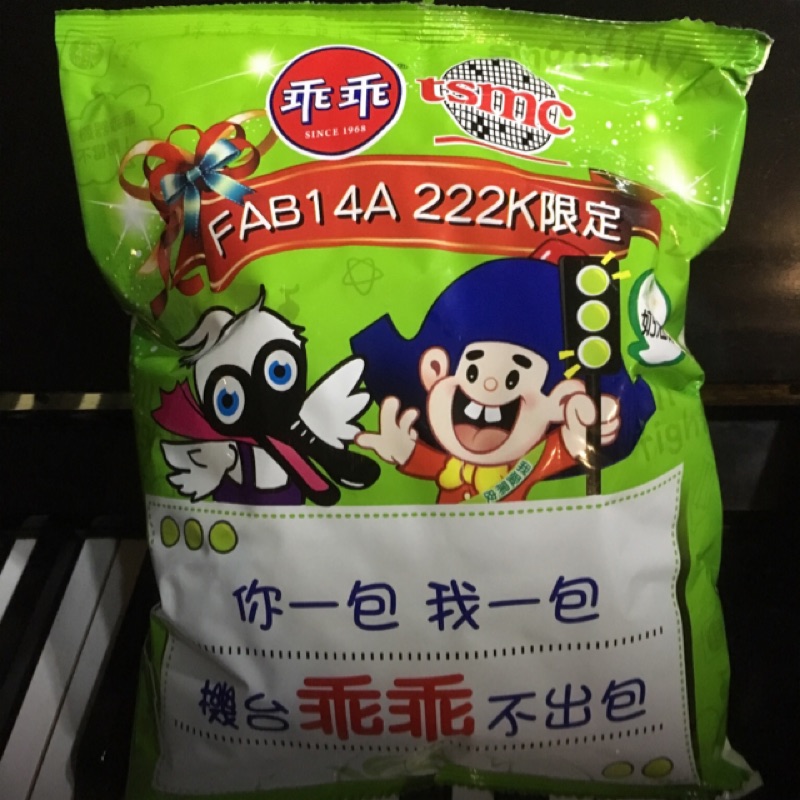 乖乖
SINCE 1968
tsmc
FAB14A 222K限定
你一包 我一包
機台乖乖不出包